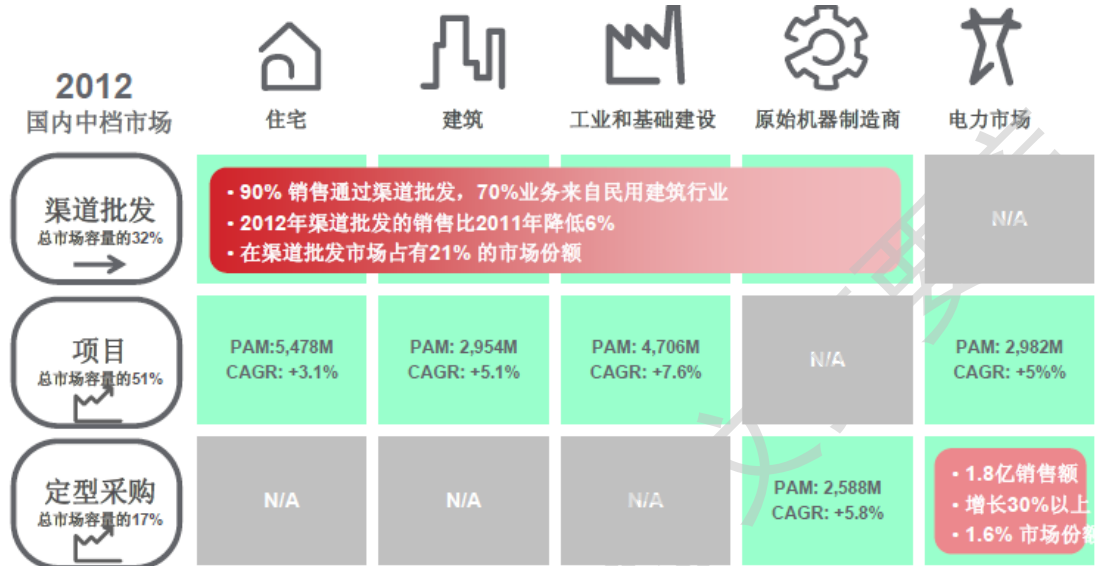 2012
国内中档市场
住宅
建筑
工业和基础建设
原始机器制造商
电力市场
渠道批发
总市场容量的32%
· 90% 销售通过渠道批发，70%业务来自民用建筑行业
· 2012年渠道批发的销售比2011年降低6%
· 在渠道批发市场占有21% 的市场份额
N/A
项目
总市场容量的51%
PAM:5,478M
CAGR: +3.1%
PAM: 2,954M
CAGR: +5.1%
PAM: 4,706M
CAGR: +7.6%
N/A
PAM: 2,982M
CAGR: +5%%
定型采购
总市场容量的17%
N/A
N/A
N/A
PAM: 2,588M
CAGR: +5.8%
· 1.8亿销售额
· 增长30%以上
· 1.6% 市场份额